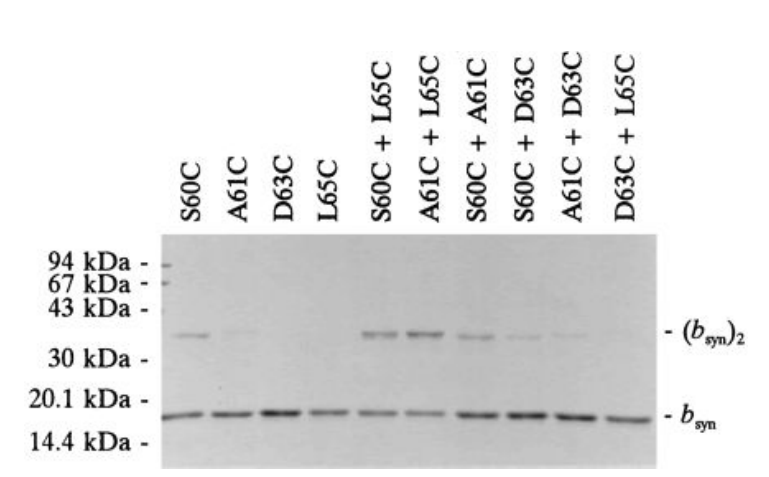 S60C
A61C
D63C
L65C
S60C + L65C
A61C + L65C
S60C + A61C
S60C + D63C
A61C + D63C
D63C + L65C
94 kDa -
67 kDa -
43 kDa -
30 kDa -
20.1 kDa -
14.4 kDa -
- (bsyn)2
- bsyn